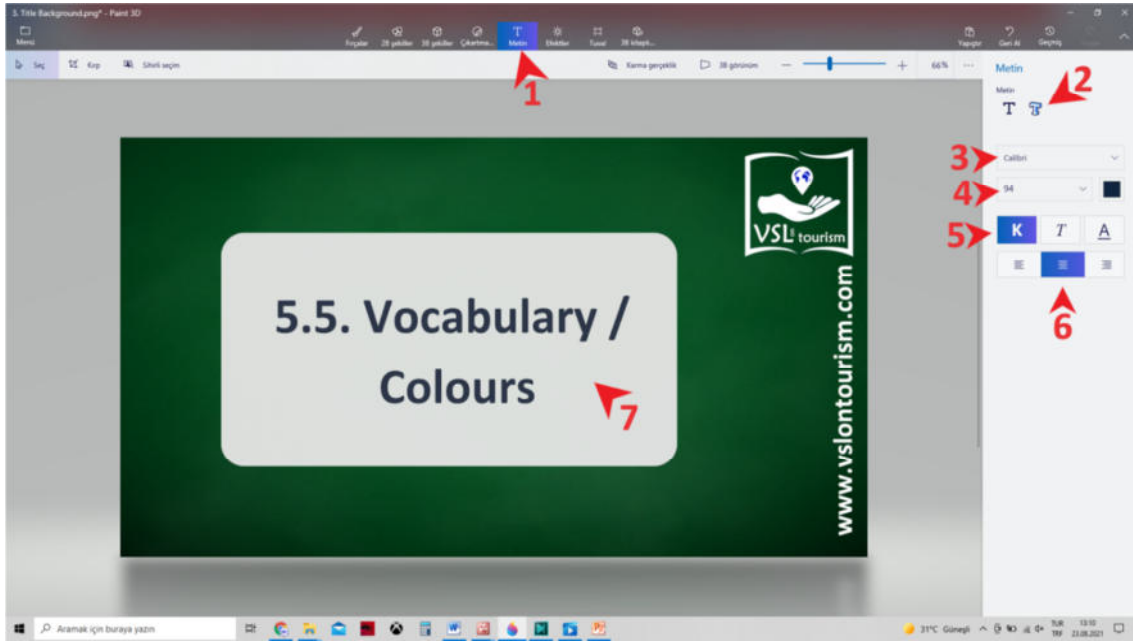 3. Title Background.png* - Paint 3D
Menü
Fırçalar
2B şekiller
3B şekiller
Çıkartma...
Metin
Efektler
Tuval
3B kitaplı...
Yapıştır
Geri Al
Geçmiş
Seç
Kırp
Sihirli seçim
Karma gerçeklik
3B görünüm
66%
1
Metin
Metin
2
T
3
Calibri
4
94
5
K
T
A
6
VSL tourism
www.vslontourism.com
5.5. Vocabulary /
Colours
7
Aramak için buraya yazın
31°C Güneşli
TUR
TRF
13:10
23.08.2021